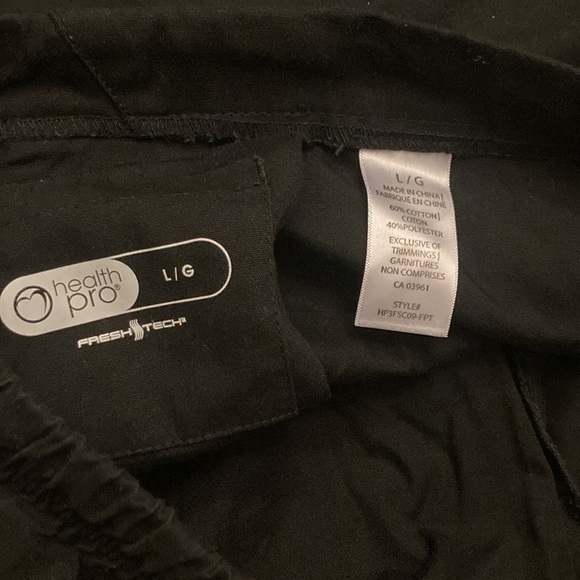 health
pro®
L / G
FRESH TECH
L / G
MADE IN CHINA |
FABRIQUÉ EN CHINE
60% COTTON |
COTON
40%POLYESTER
EXCLUSIVE OF
TRIMMINGS |
GARNITURES
NON COMPRISES
CA 03961
STYLE#
HP3FSC09-FPT